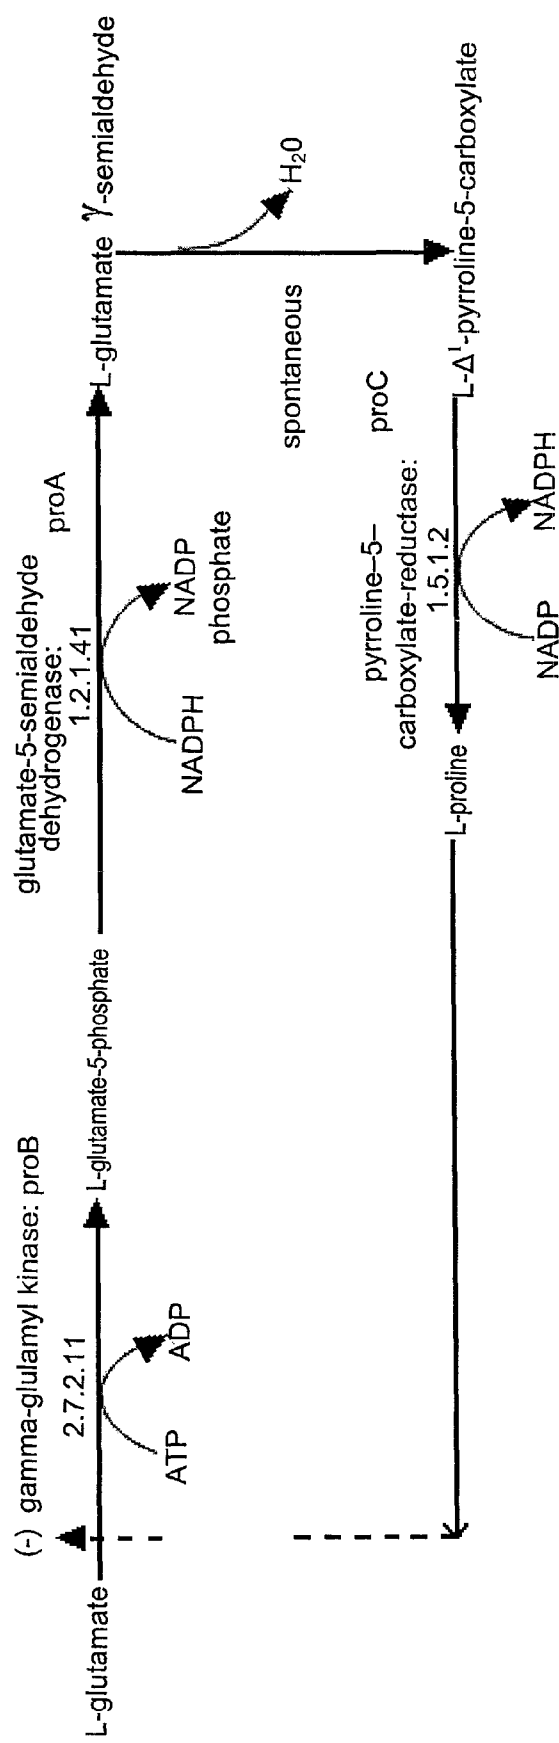 (-) gamma-glulamyl kinase: proB
2.7.2.11
L-glutamate
ATP
ADP
L-glutamate-5-phosphate
glutamate-5-semialdehyde
dehydrogenase:
proA
1.2.1.41
NADPH
NADP
phosphate
L-glutamate γ-semialdehyde
spontaneous
H20
L-Δ1-pyrroline-5-carboxylate
pyrroline–5–
carboxylate-reductase:
proC
1.5.1.2
NADP
NADPH
L-proline